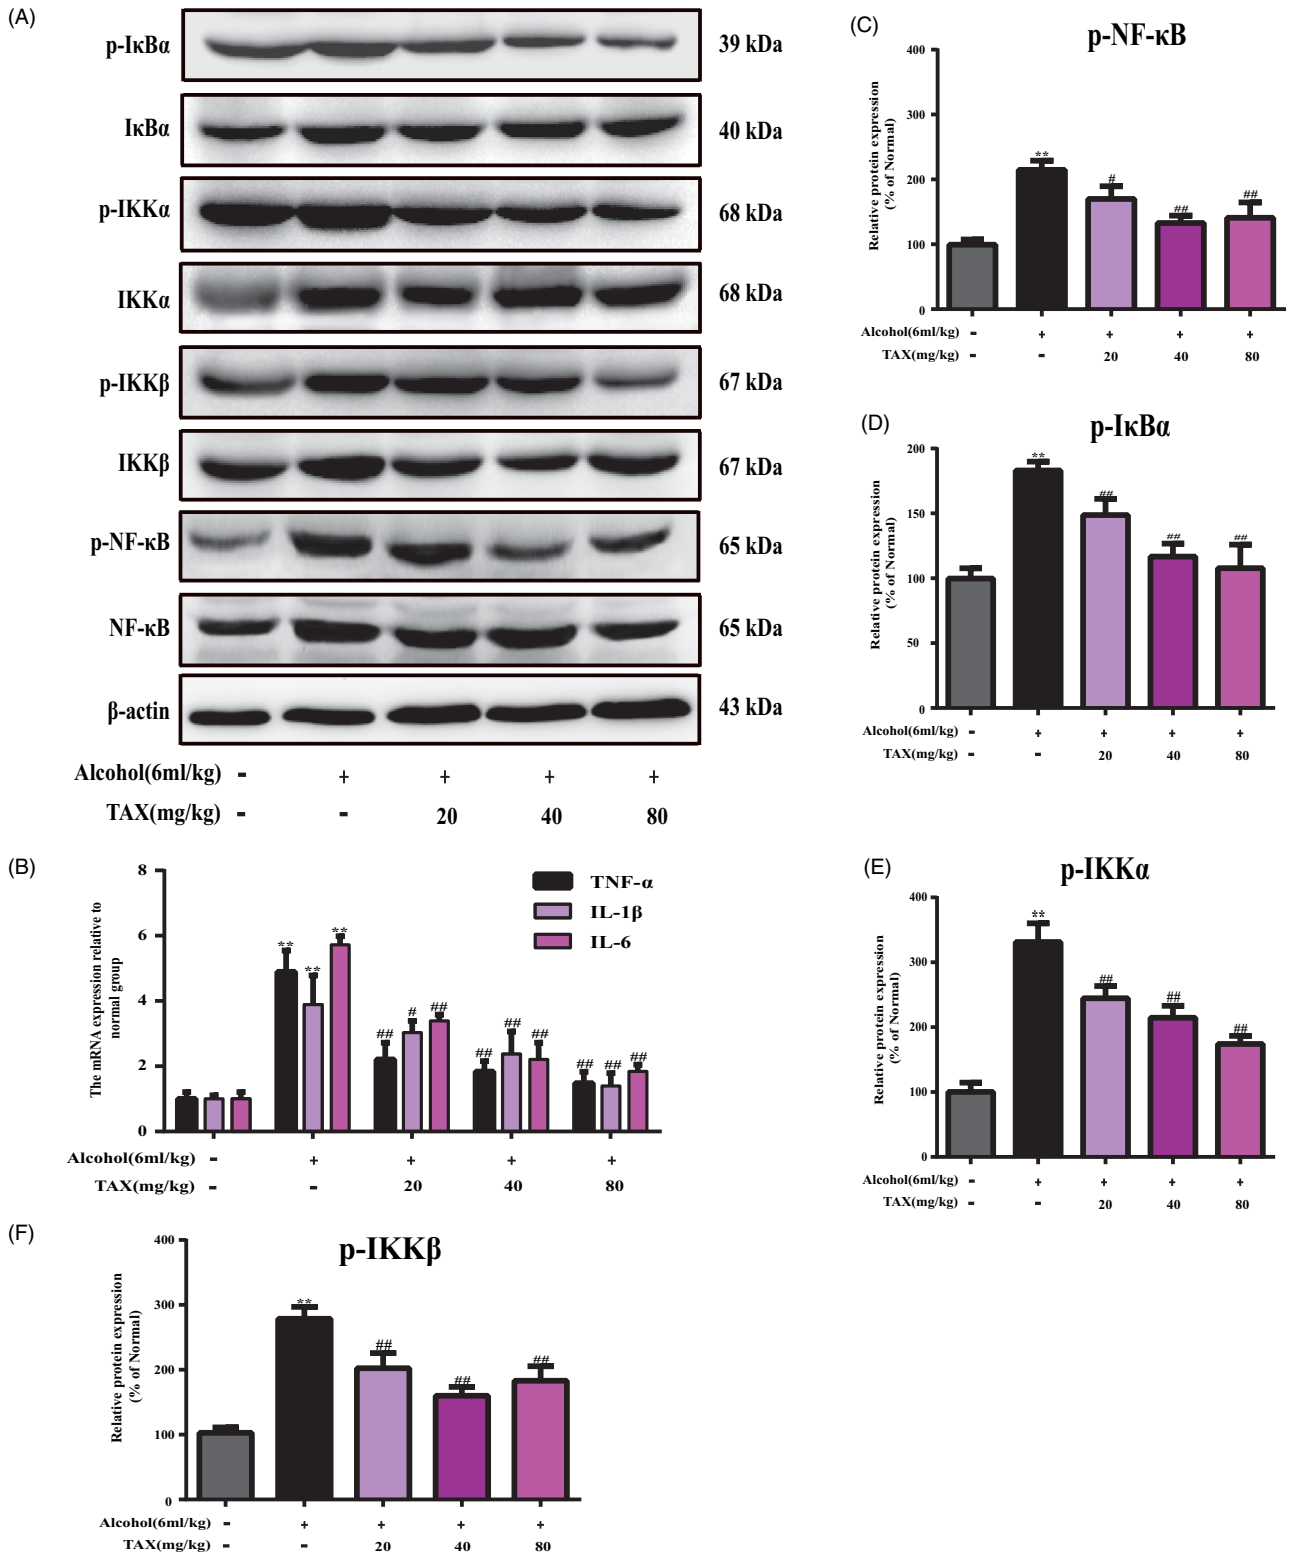 (A)
p-IκBα 39 kDa
IκBα 40 kDa
p-IKKα 68 kDa
IKKα 68 kDa
p-IKKβ 67 kDa
IKKβ 67 kDa
p-NF-κB 65 kDa
NF-κB 65 kDa
β-actin 43 kDa
Alcohol(6ml/kg) - + + + +
TAX(mg/kg) - - 20 40 80
(B)
The mRNA expression relative to
normal group
8
6
4
2
0
TNF-α
IL-1β
IL-6
** ** **
## # ##
## ## ##
## ## ##
Alcohol(6ml/kg) - + + + +
TAX(mg/kg) - - 20 40 80
(C)
p-NF-κB
Relative protein expression
(% of Normal)
400
300
200
100
0
** # ## ##
Alcohol(6ml/kg) - + + + +
TAX(mg/kg) - - 20 40 80
(D)
p-IκBα
Relative protein expression
(% of Normal)
200
150
100
50
0
** ## ## ##
Alcohol(6ml/kg) - + + + +
TAX(mg/kg) - - 20 40 80
(E)
p-IKKα
Relative protein expression
(% of Normal)
400
300
200
100
0
** ## ## ##
Alcohol(6ml/kg) - + + + +
TAX(mg/kg) - - 20 40 80
(F)
p-IKKβ
Relative protein expression
(% of Normal)
400
300
200
100
0
** ## ## ##
Alcohol(6ml/kg) - + + + +
TAX(mg/kg) - - 20 40 80